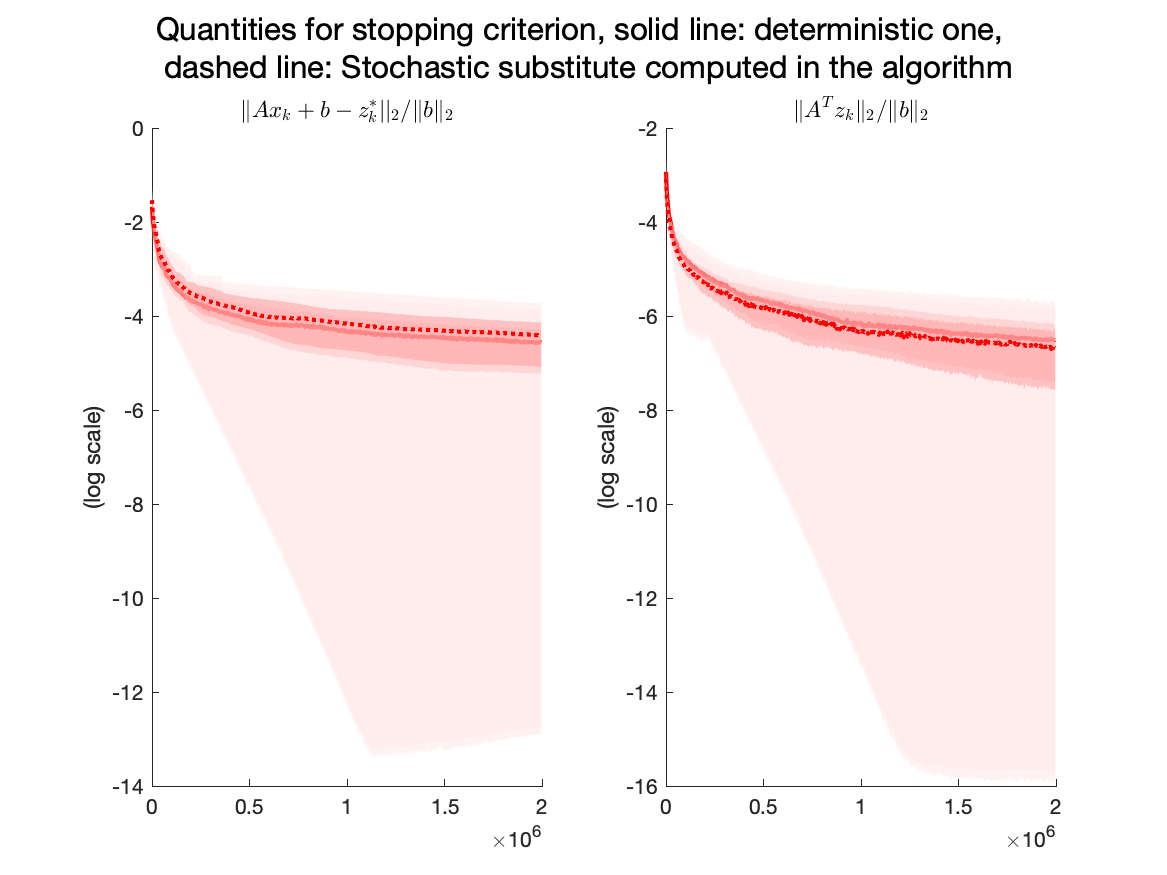 Quantities for stopping criterion, solid line: deterministic one,
dashed line: Stochastic substitute computed in the algorithm
‖Ax_k + b − z_k^*||_2/‖b‖_2
0
-2
-4
-6
-8
-10
-12
-14
(log scale)
0 0.5 1 1.5 2
×10^6
‖A^T z_k‖_2/‖b‖_2
-2
-4
-6
-8
-10
-12
-14
-16
(log scale)
0 0.5 1 1.5 2
×10^6